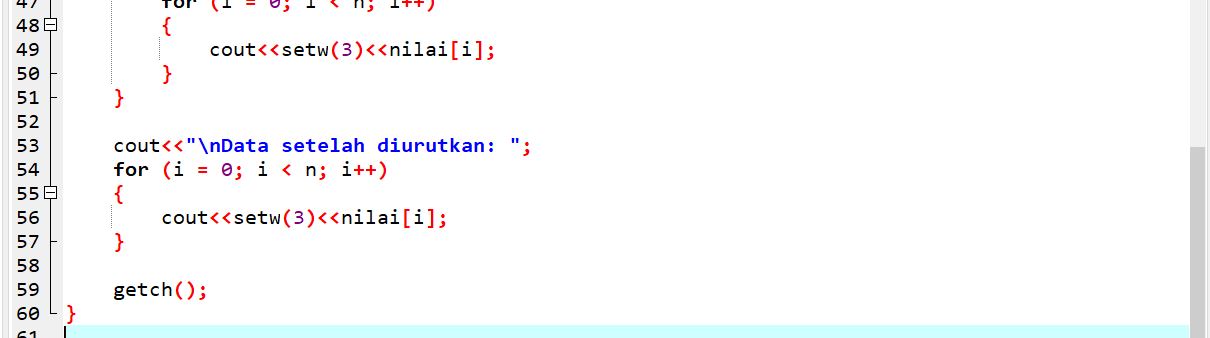 47 for (i = 0; i < n; i++)
48 {
49 cout<<setw(3)<<nilai[i];
50 }
51 }
52
53 cout<<"\nData setelah diurutkan: ";
54 for (i = 0; i < n; i++)
55 {
56 cout<<setw(3)<<nilai[i];
57 }
58
59 getch();
60 }
61